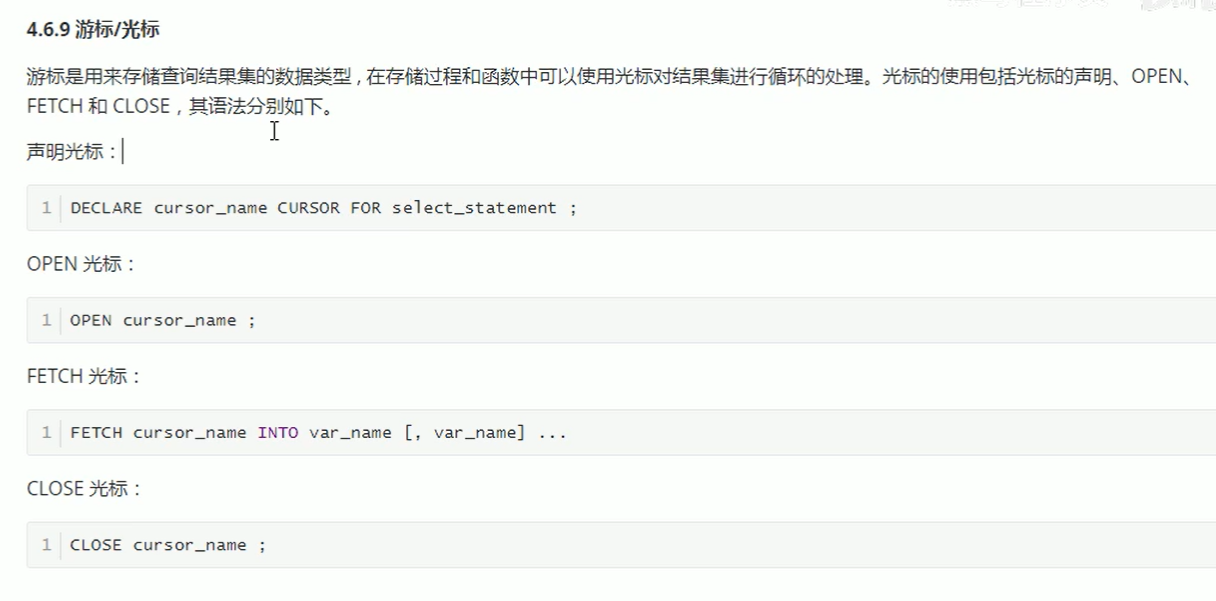 4.6.9 游标/光标
游标是用来存储查询结果集的数据类型 , 在存储过程和函数中可以使用光标对结果集进行循环的处理。光标的使用包括光标的声明、OPEN、
FETCH 和 CLOSE , 其语法分别如下。
声明光标 :
1 DECLARE cursor_name CURSOR FOR select_statement ;
OPEN 光标 :
1 OPEN cursor_name ;
FETCH 光标 :
1 FETCH cursor_name INTO var_name [, var_name] ...
CLOSE 光标 :
1 CLOSE cursor_name ;